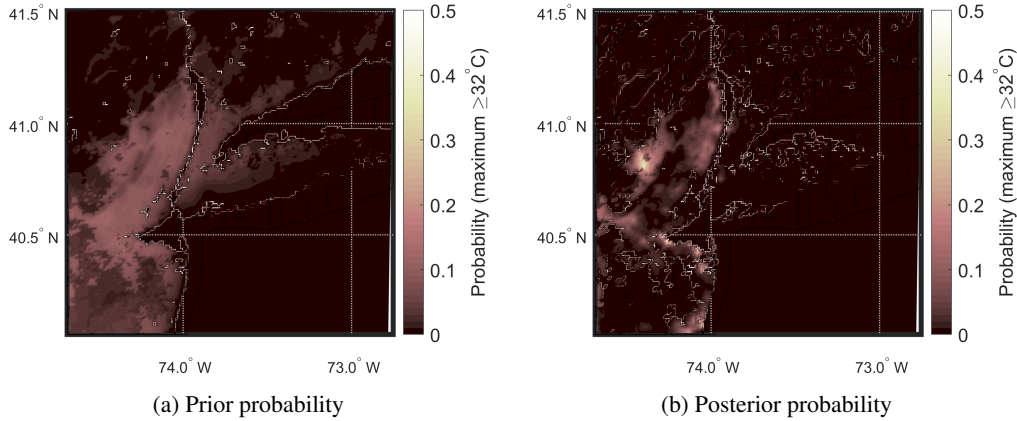 41.5° N
41.0° N
40.5° N
74.0° W
73.0° W
0.5
0.4
0.3
0.2
0.1
0
Probability (maximum ≥32°C)
(a) Prior probability
41.5° N
41.0° N
40.5° N
74.0° W
73.0° W
0.5
0.4
0.3
0.2
0.1
0
Probability (maximum ≥32°C)
(b) Posterior probability